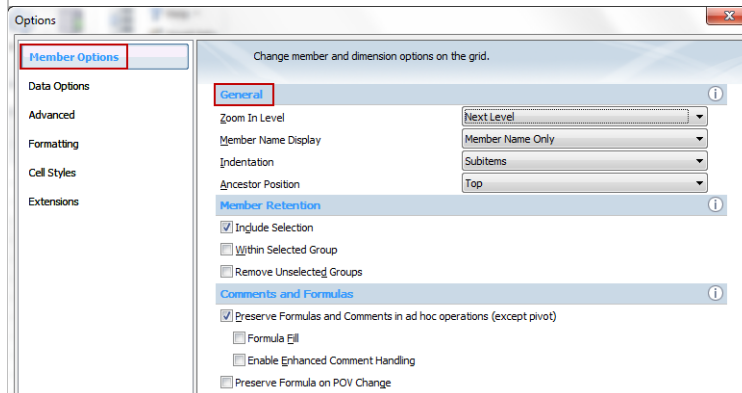 Options
Member Options
Change member and dimension options on the grid.
Data Options
Advanced
Formatting
Cell Styles
Extensions
General
Zoom In Level Next Level
Member Name Display Member Name Only
Indentation Subitems
Ancestor Position Top
Member Retention
Include Selection
Within Selected Group
Remove Unselected Groups
Comments and Formulas
Preserve Formulas and Comments in ad hoc operations (except pivot)
Formula Fill
Enable Enhanced Comment Handling
Preserve Formula on POV Change